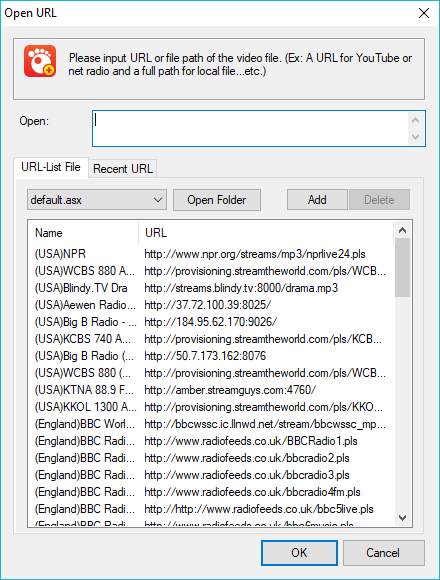 Open URL
Please input URL or file path of the video file. (Ex: A URL for YouTube or
net radio and a full path for local file...etc.)
Open:
URL-List File Recent URL
default.asx Open Folder Add Delete
Name URL
(USA)NPR http://www.npr.org/streams/mp3/nprlive24.pls
(USA)WCBS 880 A... http://provisioning.streamtheworld.com/pls/WCB...
(USA)Blindy.TV Dra http://streams.blindy.tv:8000/drama.mp3
(USA)Aewen Radio... http://37.72.100.39:8025/
(USA)Big B Radio - ... http://184.95.62.170:9026/
(USA)KCBS 740 A... http://provisioning.streamtheworld.com/pls/KCB...
(USA)Big B Radio (... http://50.7.173.162:8076
(USA)WCBS 880 (... http://provisioning.streamtheworld.com/pls/WCB...
(USA)KTNA 88.9 F... http://amber.streamguys.com:4760/
(USA)KKOL 1300 A... http://provisioning.streamtheworld.com/pls/KKO...
(England)BBC Worl... http://bbcwssc.ic.llnwd.net/stream/bbcwssc_mp...
(England)BBC Radi... http://www.radiofeeds.co.uk/BBCRadio1.pls
(England)BBC Radi... http://www.radiofeeds.co.uk/bbcradio2.pls
(England)BBC Radi... http://www.radiofeeds.co.uk/bbcradio3.pls
(England)BBC Radi... http://www.radiofeeds.co.uk/bbcradio4fm.pls
(England)BBC Radi... http://http://www.radiofeeds.co.uk/bbc5live.pls
(England)BBC Radi... http://www.radiofeeds.co.uk/bbc6music.pls
OK Cancel